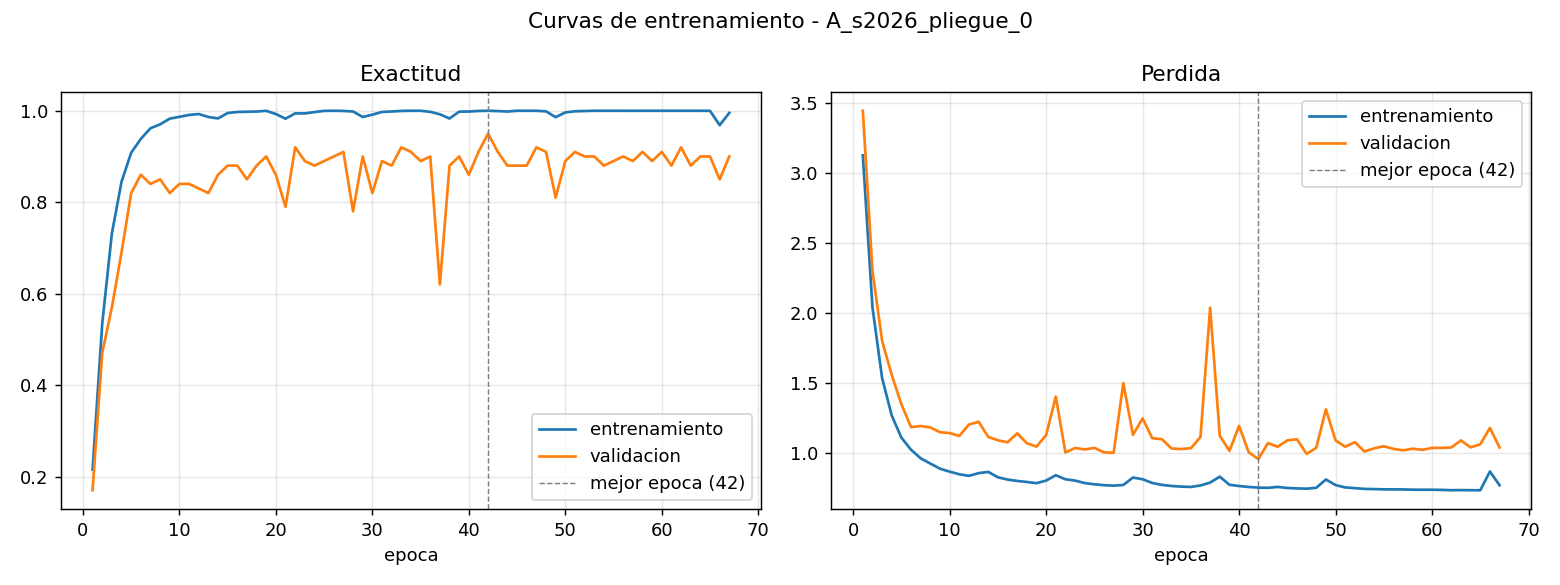 Curvas de entrenamiento - A_s2026_pliegue_0
Exactitud
1.0
0.8
0.6
0.4
0.2
0
10
20
30
40
50
60
70
epoca
entrenamiento
validacion
mejor epoca (42)
Perdida
3.5
3.0
2.5
2.0
1.5
1.0
0
10
20
30
40
50
60
70
epoca
entrenamiento
validacion
mejor epoca (42)